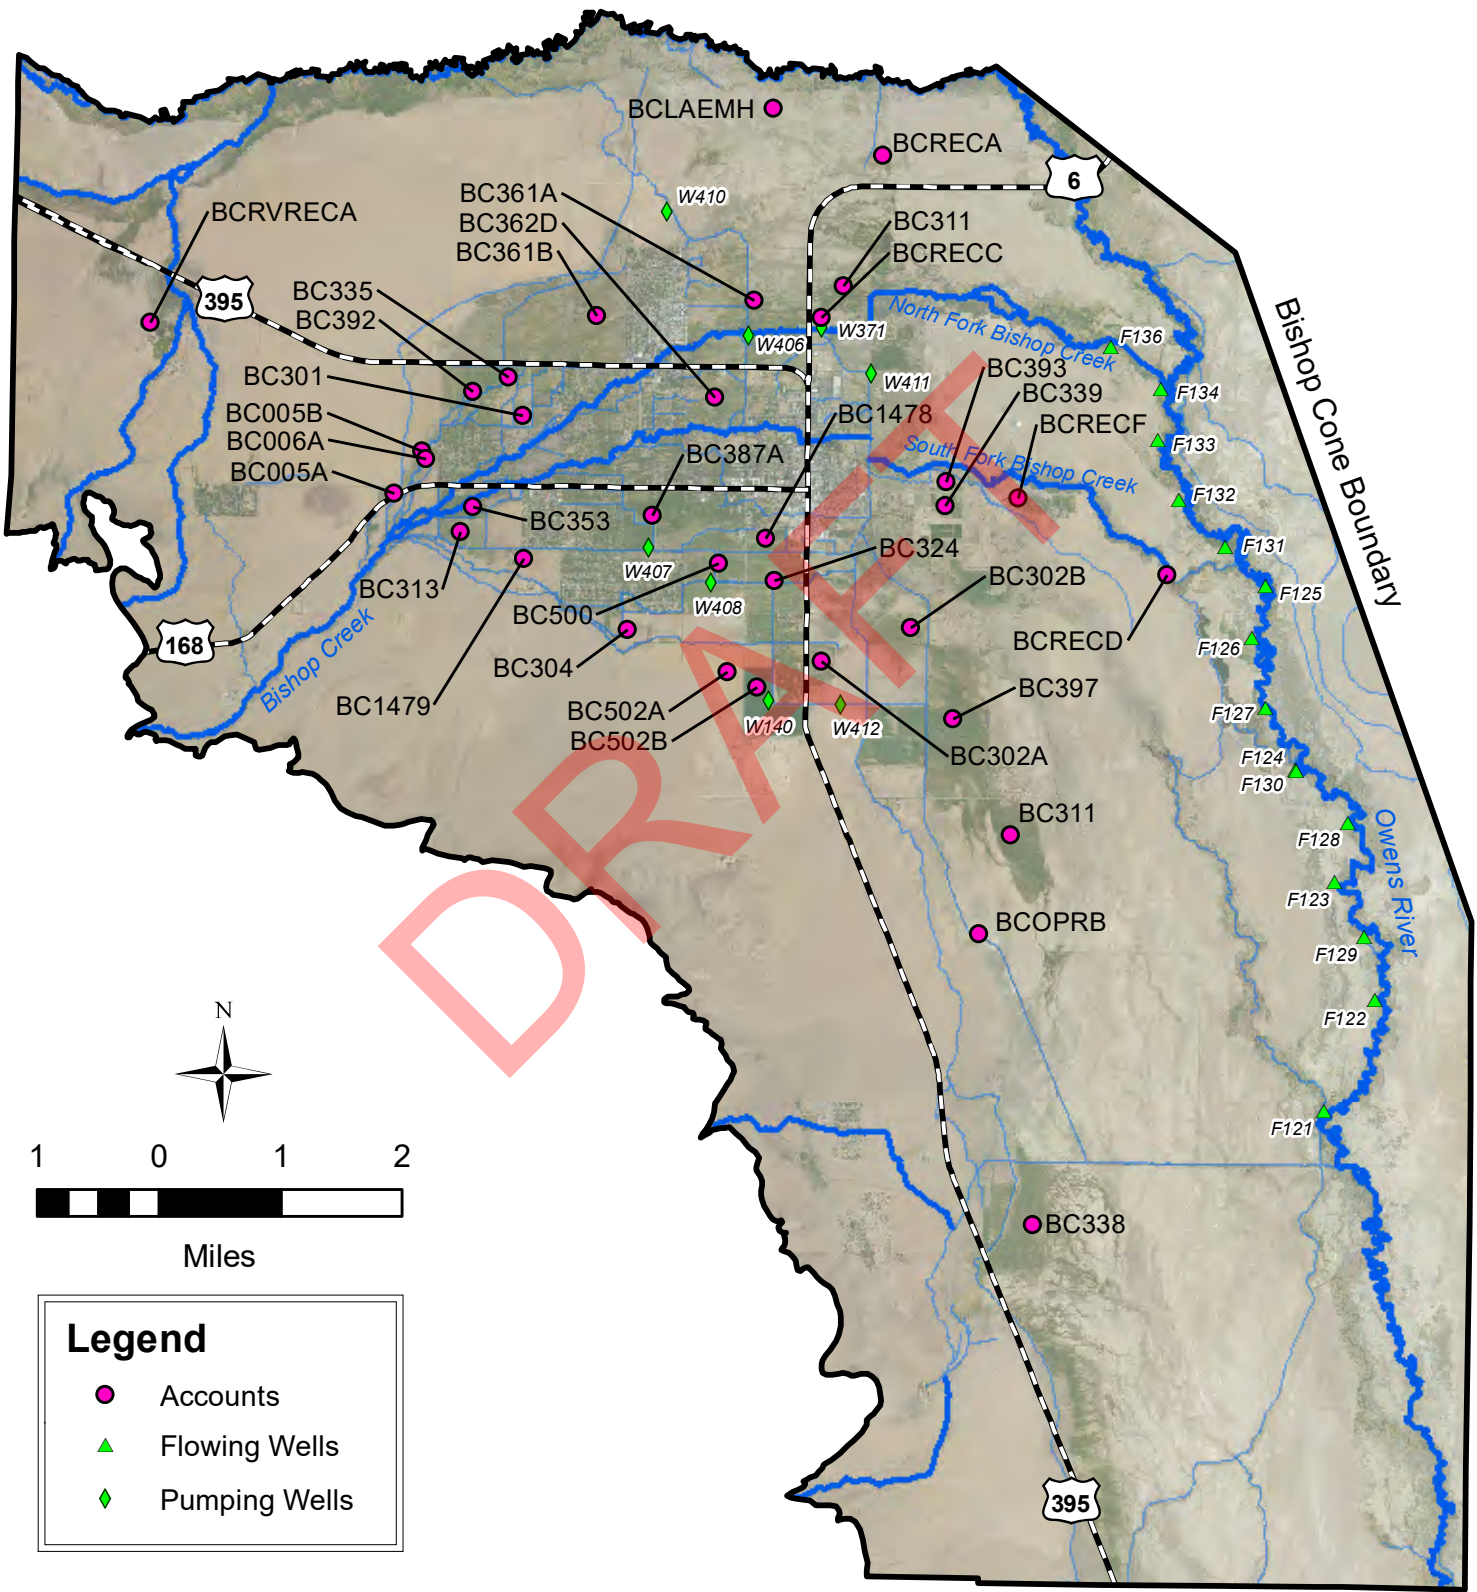 BCLAEMH
BCRECA
6
W410
BC361A
BC362D
BC361B
BCRVRECA
BC311
BCRECC
395
BC335
BC392
North Fork Bishop Creek
W406
W371
F136
W411
BC301
BC393
BC339
F134
BC005B
BC006A
BC005A
BC1478
BCRECF
South Fork Bishop Creek
F133
BC387A
F132
BC353
BC324
F131
W407
BC313
W408
BC302B
F125
BC500
BCRECD
F126
168
Bishop Creek
BC304
BC1479
BC502A
BC502B
W140
W412
BC397
BC302A
F127
F124
F130
BC311
F128
Owens River
F123
BCOPRB
F129
F122
F121
BC338
395
Bishop Cone Boundary
DRAFT
N
1 0 1 2
Miles
Legend
Accounts
Flowing Wells
Pumping Wells